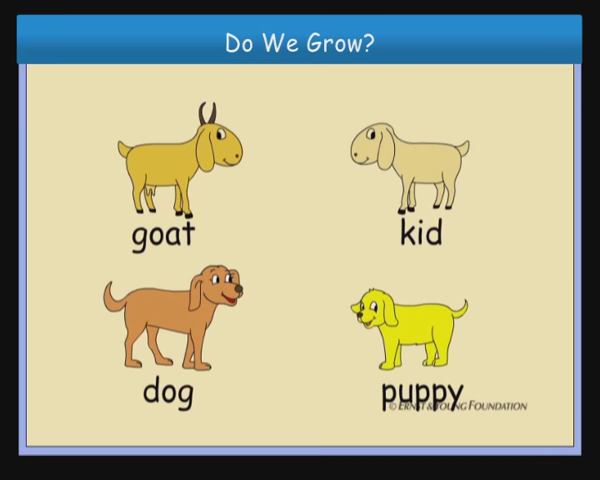 Do We Grow?
goat
kid
dog
puppy
© ERNST & YOUNG FOUNDATION